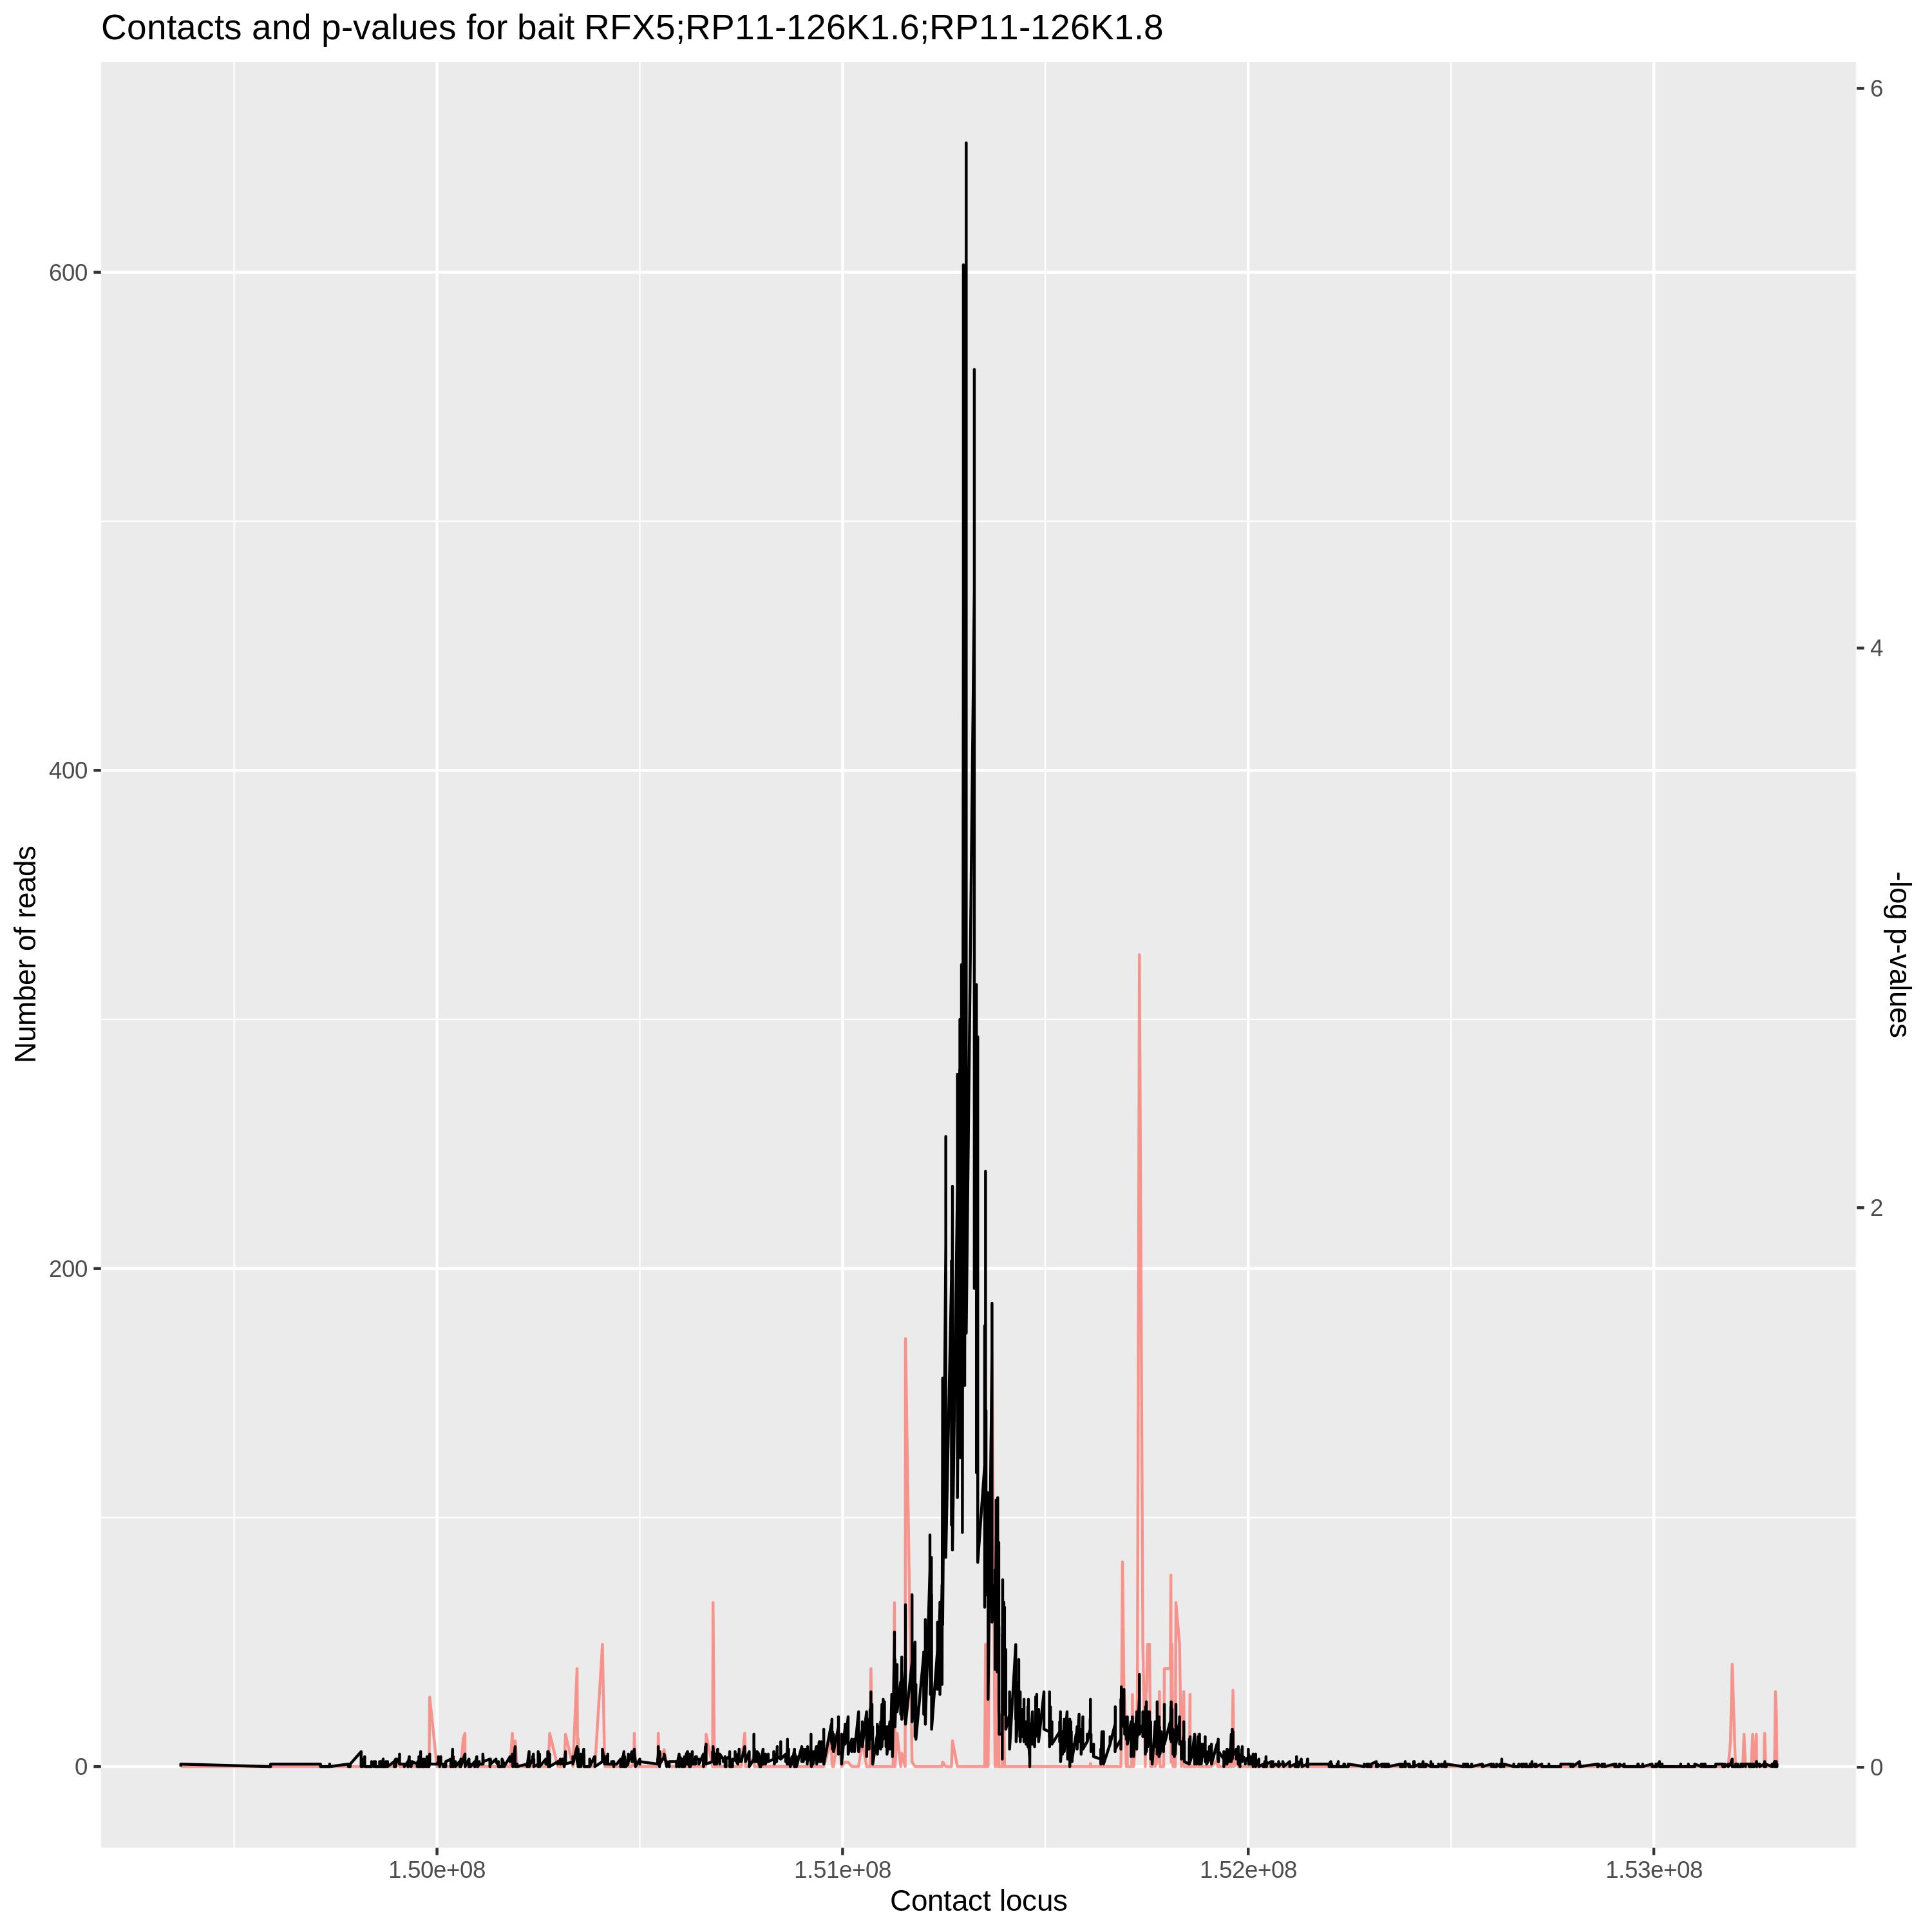 Contacts and p-values for bait RFX5;RP11-126K1.6;RP11-126K1.8
Number of reads
600
400
200
0
6
4
2
0
-log p-values
1.50e+08
1.51e+08
1.52e+08
1.53e+08
Contact locus